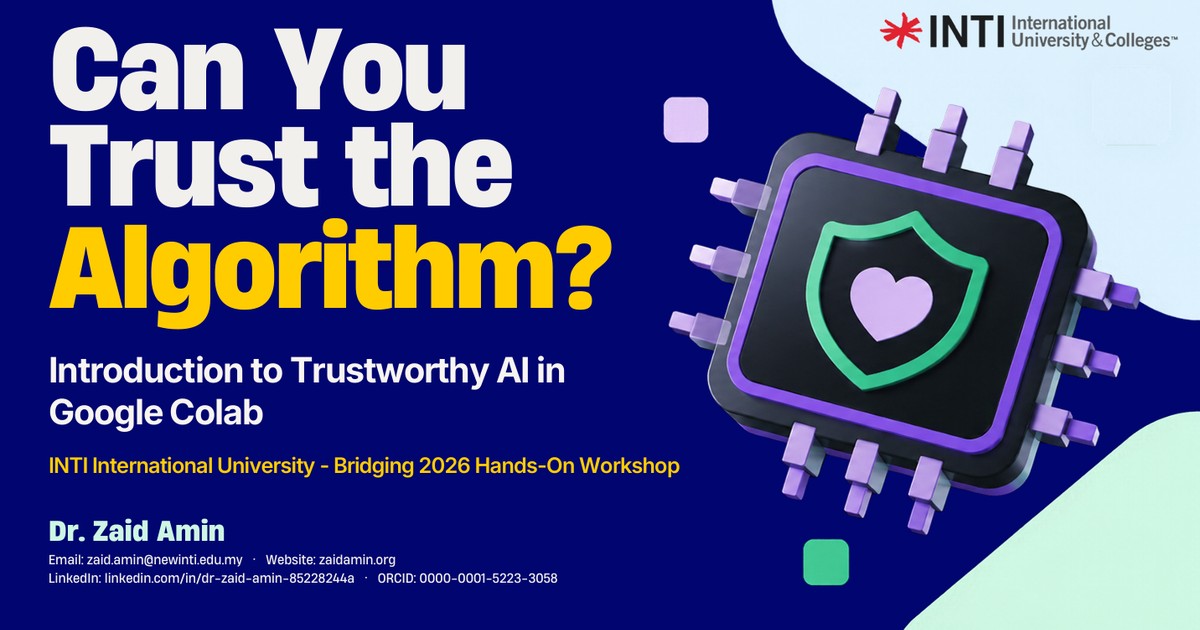 INTI International
University & Colleges™
Can You
Trust the
Algorithm?
Introduction to Trustworthy AI in
Google Colab
INTI International University - Bridging 2026 Hands-On Workshop
Dr. Zaid Amin
Email: zaid.amin@newinti.edu.my · Website: zaidamin.org
LinkedIn: linkedin.com/in/dr-zaid-amin-85228244a · ORCID: 0000-0001-5223-3058